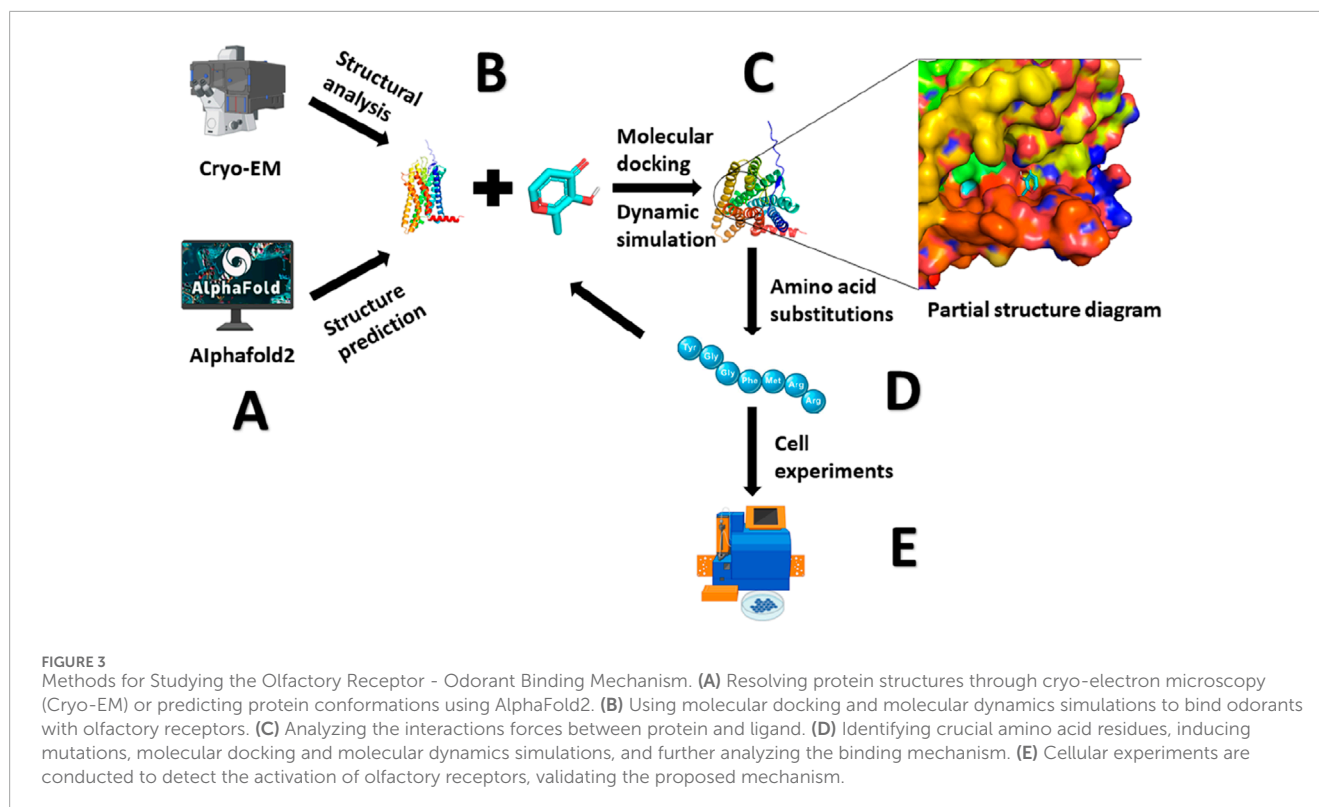 Cryo-EM
Structural
analysis
B
C
Molecular
docking
Dynamic
simulation
AlphaFold
AIphafold2
Structure
prediction
A
Amino acid
substitutions
Partial structure diagram
Tyr
Gly
Gly
Phe
Met
Arg
Arg
D
Cell
experiments
E
FIGURE 3
Methods for Studying the Olfactory Receptor - Odorant Binding Mechanism. (A) Resolving protein structures through cryo-electron microscopy
(Cryo-EM) or predicting protein conformations using AlphaFold2. (B) Using molecular docking and molecular dynamics simulations to bind odorants
with olfactory receptors. (C) Analyzing the interactions forces between protein and ligand. (D) Identifying crucial amino acid residues, inducing
mutations, molecular docking and molecular dynamics simulations, and further analyzing the binding mechanism. (E) Cellular experiments are
conducted to detect the activation of olfactory receptors, validating the proposed mechanism.